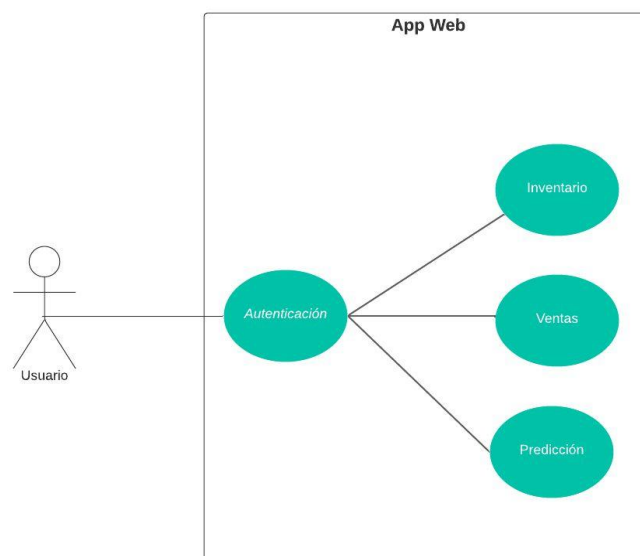 App Web
Inventario
Autenticación
Ventas
Usuario
Predicción